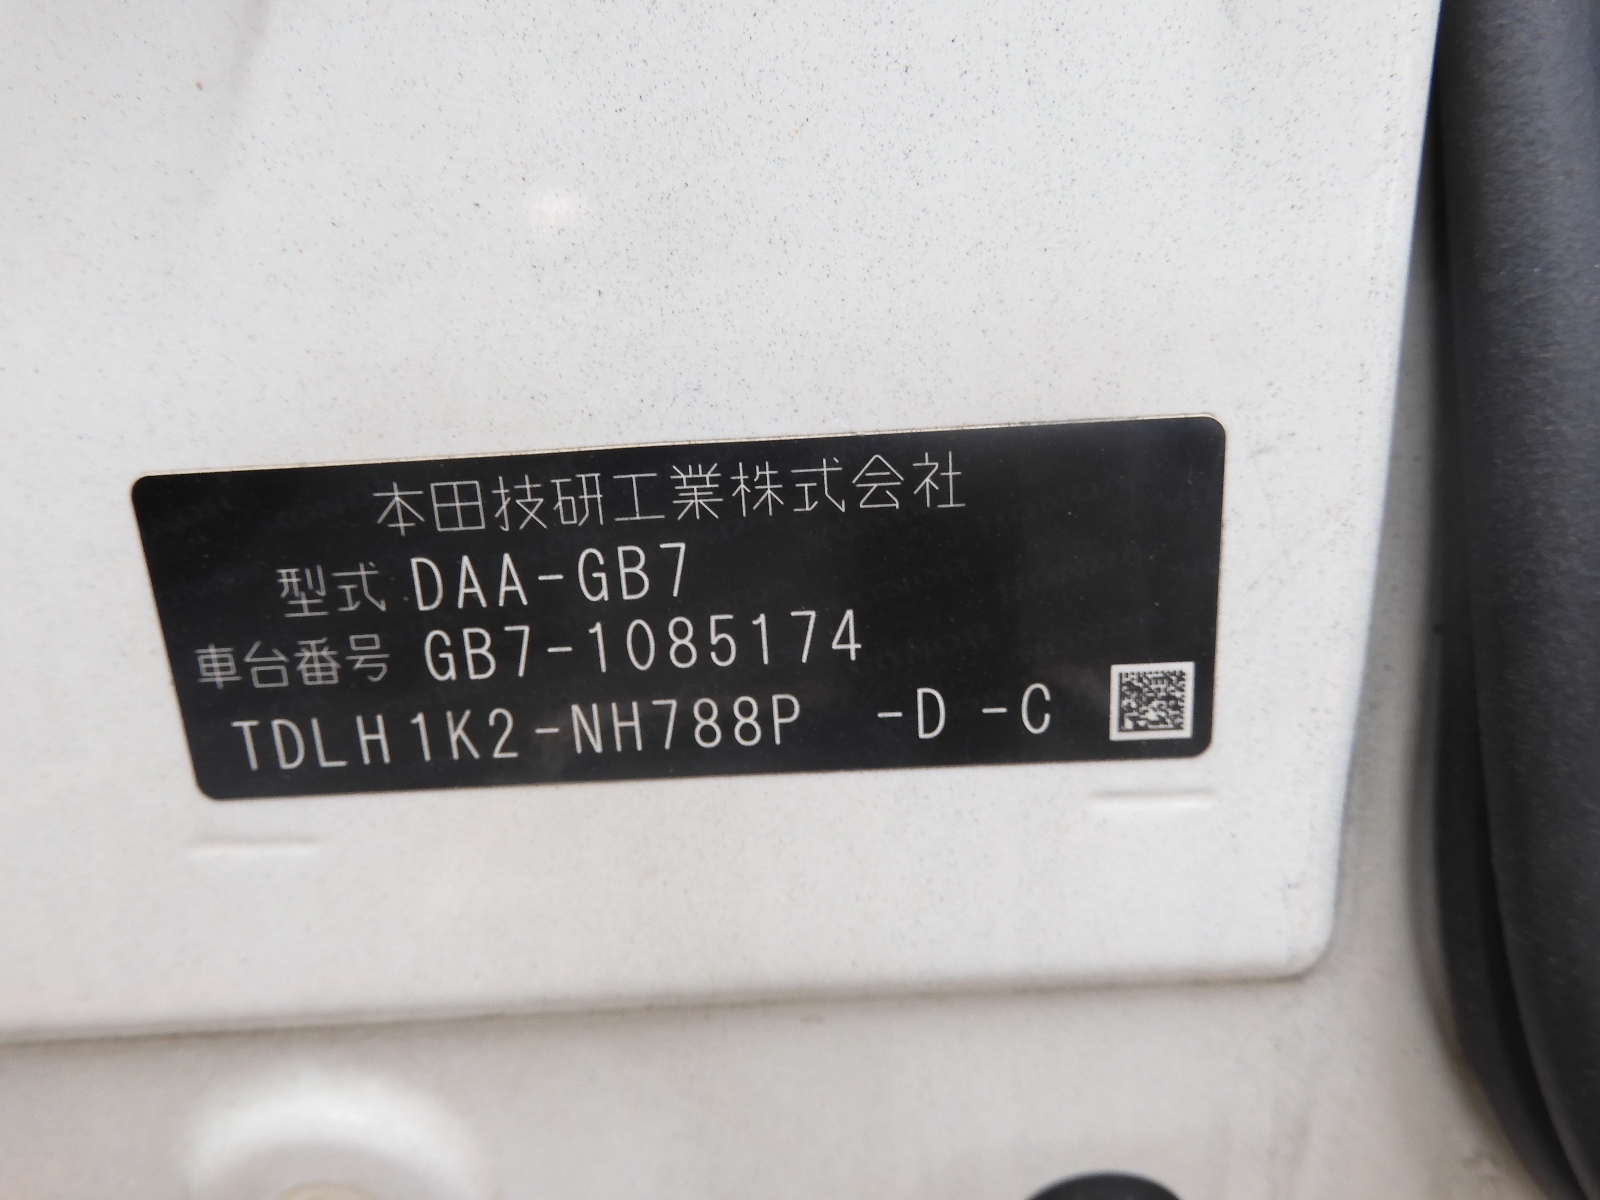 本田技研工業株式会社
型式 DAA-GB7
車台番号 GB7-1085174
TDLH1K2-NH788P -D -C